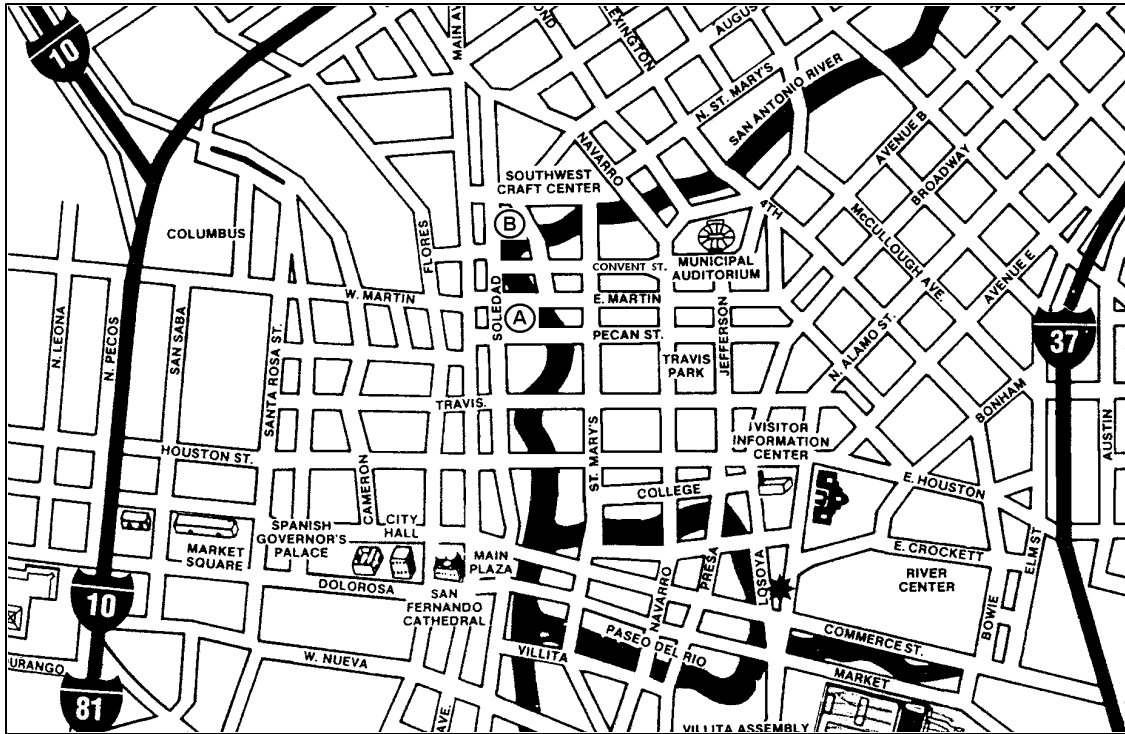 10
MAIN AV
OND
LEXINGTON
AUGUS
N. ST. MARY'S
SAN ANTONIO RIVER
NAVARRO
AVENUE B
BROADWAY
SOUTHWEST
CRAFT CENTER
4TH
McCULLOUGH AVE.
B
COLUMBUS
FLORES
MUNICIPAL
AUDITORIUM
CONVENT ST.
AVENUE E
W. MARTIN
E. MARTIN
SOLEDAD
A
PECAN ST.
JEFFERSON
N. LEONA
N. PECOS
SAN SABA
SANTA ROSA ST.
N. ALAMO ST.
37
TRAVIS
PARK
TRAVIS.
BONHAM
AUSTIN
VISITOR
INFORMATION
CENTER
ST. MARY'S
HOUSTON ST.
E. HOUSTON
CAMERON
COLLEGE
SPANISH
GOVERNOR'S
PALACE
CITY
HALL
MARKET
SQUARE
MAIN
PLAZA
E. CROCKETT
ELM ST
DOLOROSA
PRESA
LOSOYA
NAVARRO
RIVER
CENTER
10
SAN
FERNANDO
CATHEDRAL
BOWIE
COMMERCE ST.
PASEO DEL RIO
VILLITA
W. NUEVA
MARKET
DURANGO
81
AVE.
VILLITA ASSEMBLY